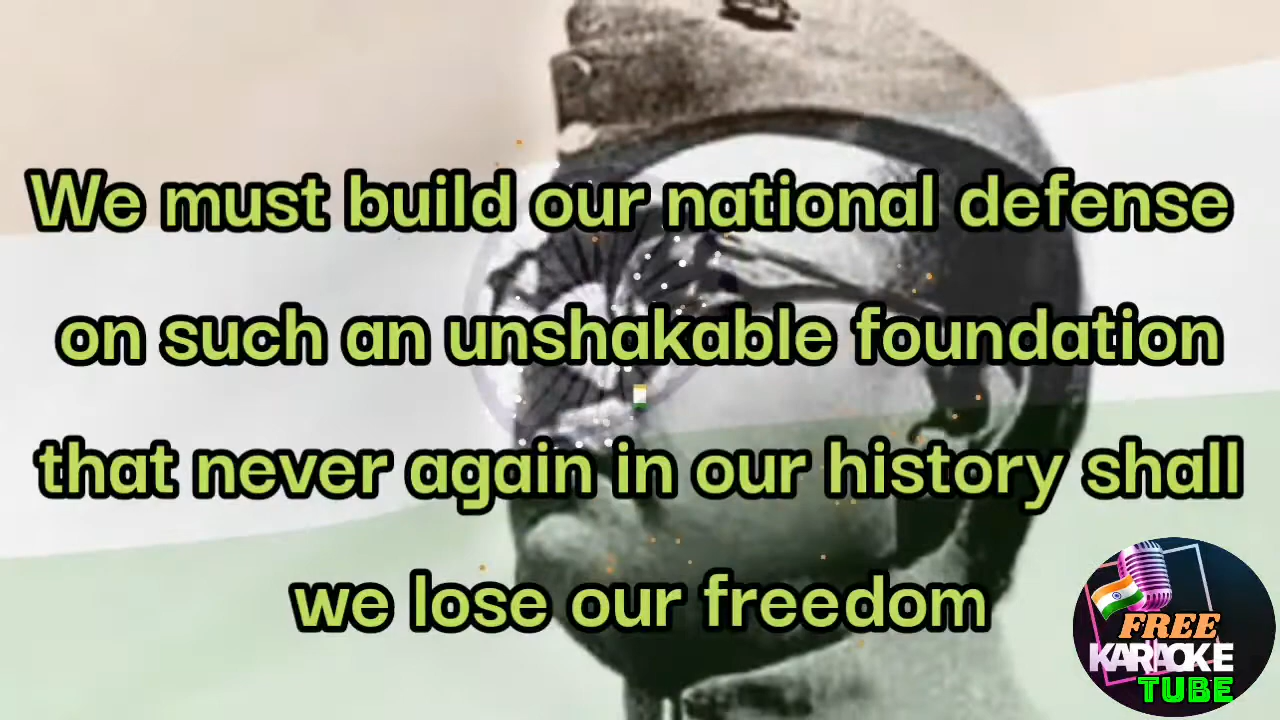 We must build our national defense
on such an unshakable foundation
that never again in our history shall
we lose our freedom
FREE
KARAOKE
TUBE